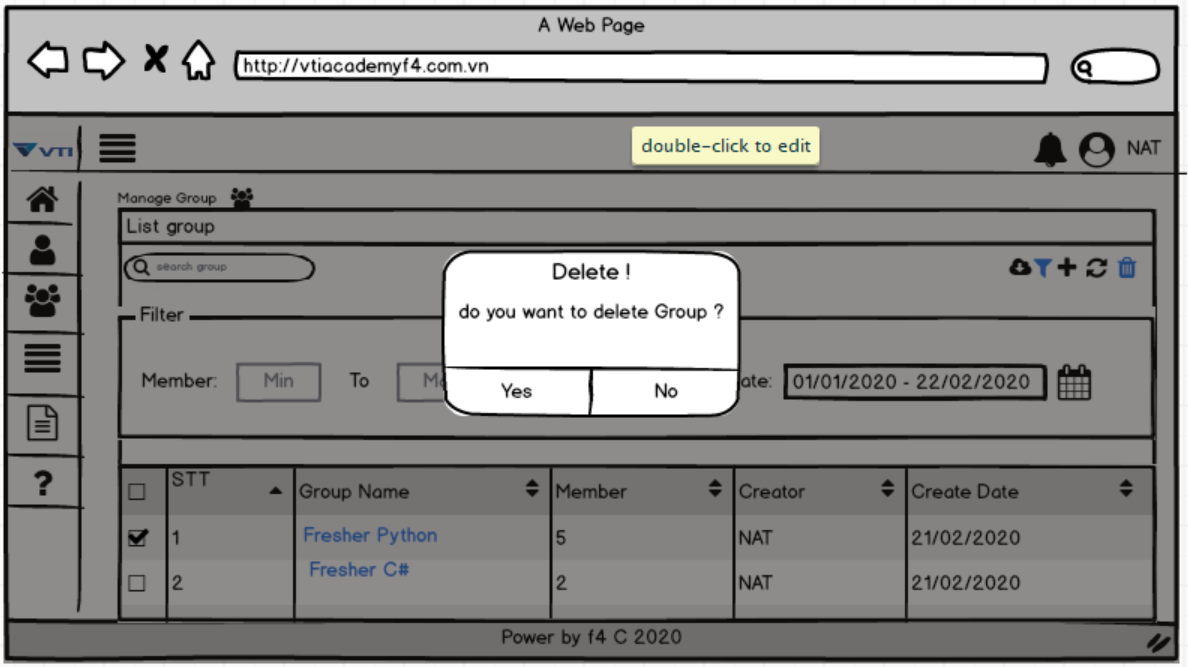 A Web Page
http://vtiacademyf4.com.vn
VTI
double-click to edit
NAT
Manage Group
List group
search group
Delete !
do you want to delete Group ?
Yes No
Filter
Member: Min To ate: 01/01/2020 - 22/02/2020
STT Group Name Member Creator Create Date
1 Fresher Python 5 NAT 21/02/2020
2 Fresher C# 2 NAT 21/02/2020
?
Power by f4 C 2020